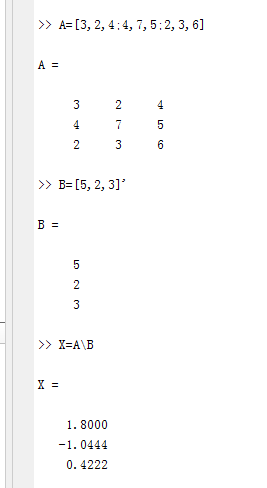 >> A=[3,2,4;4,7,5;2,3,6]
A =
3 2 4
4 7 5
2 3 6
>> B=[5,2,3]'
B =
5
2
3
>> X=A\B
X =
1.8000
-1.0444
0.4222